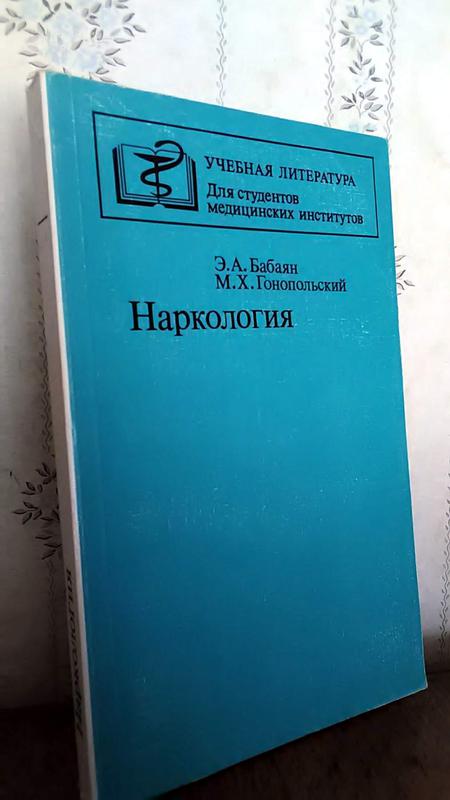 УЧЕБНАЯ ЛИТЕРАТУРА
Для студентов
медицинских институтов
Э.А. Бабаян
М.Х. Гонопольский
Наркология
Наркология